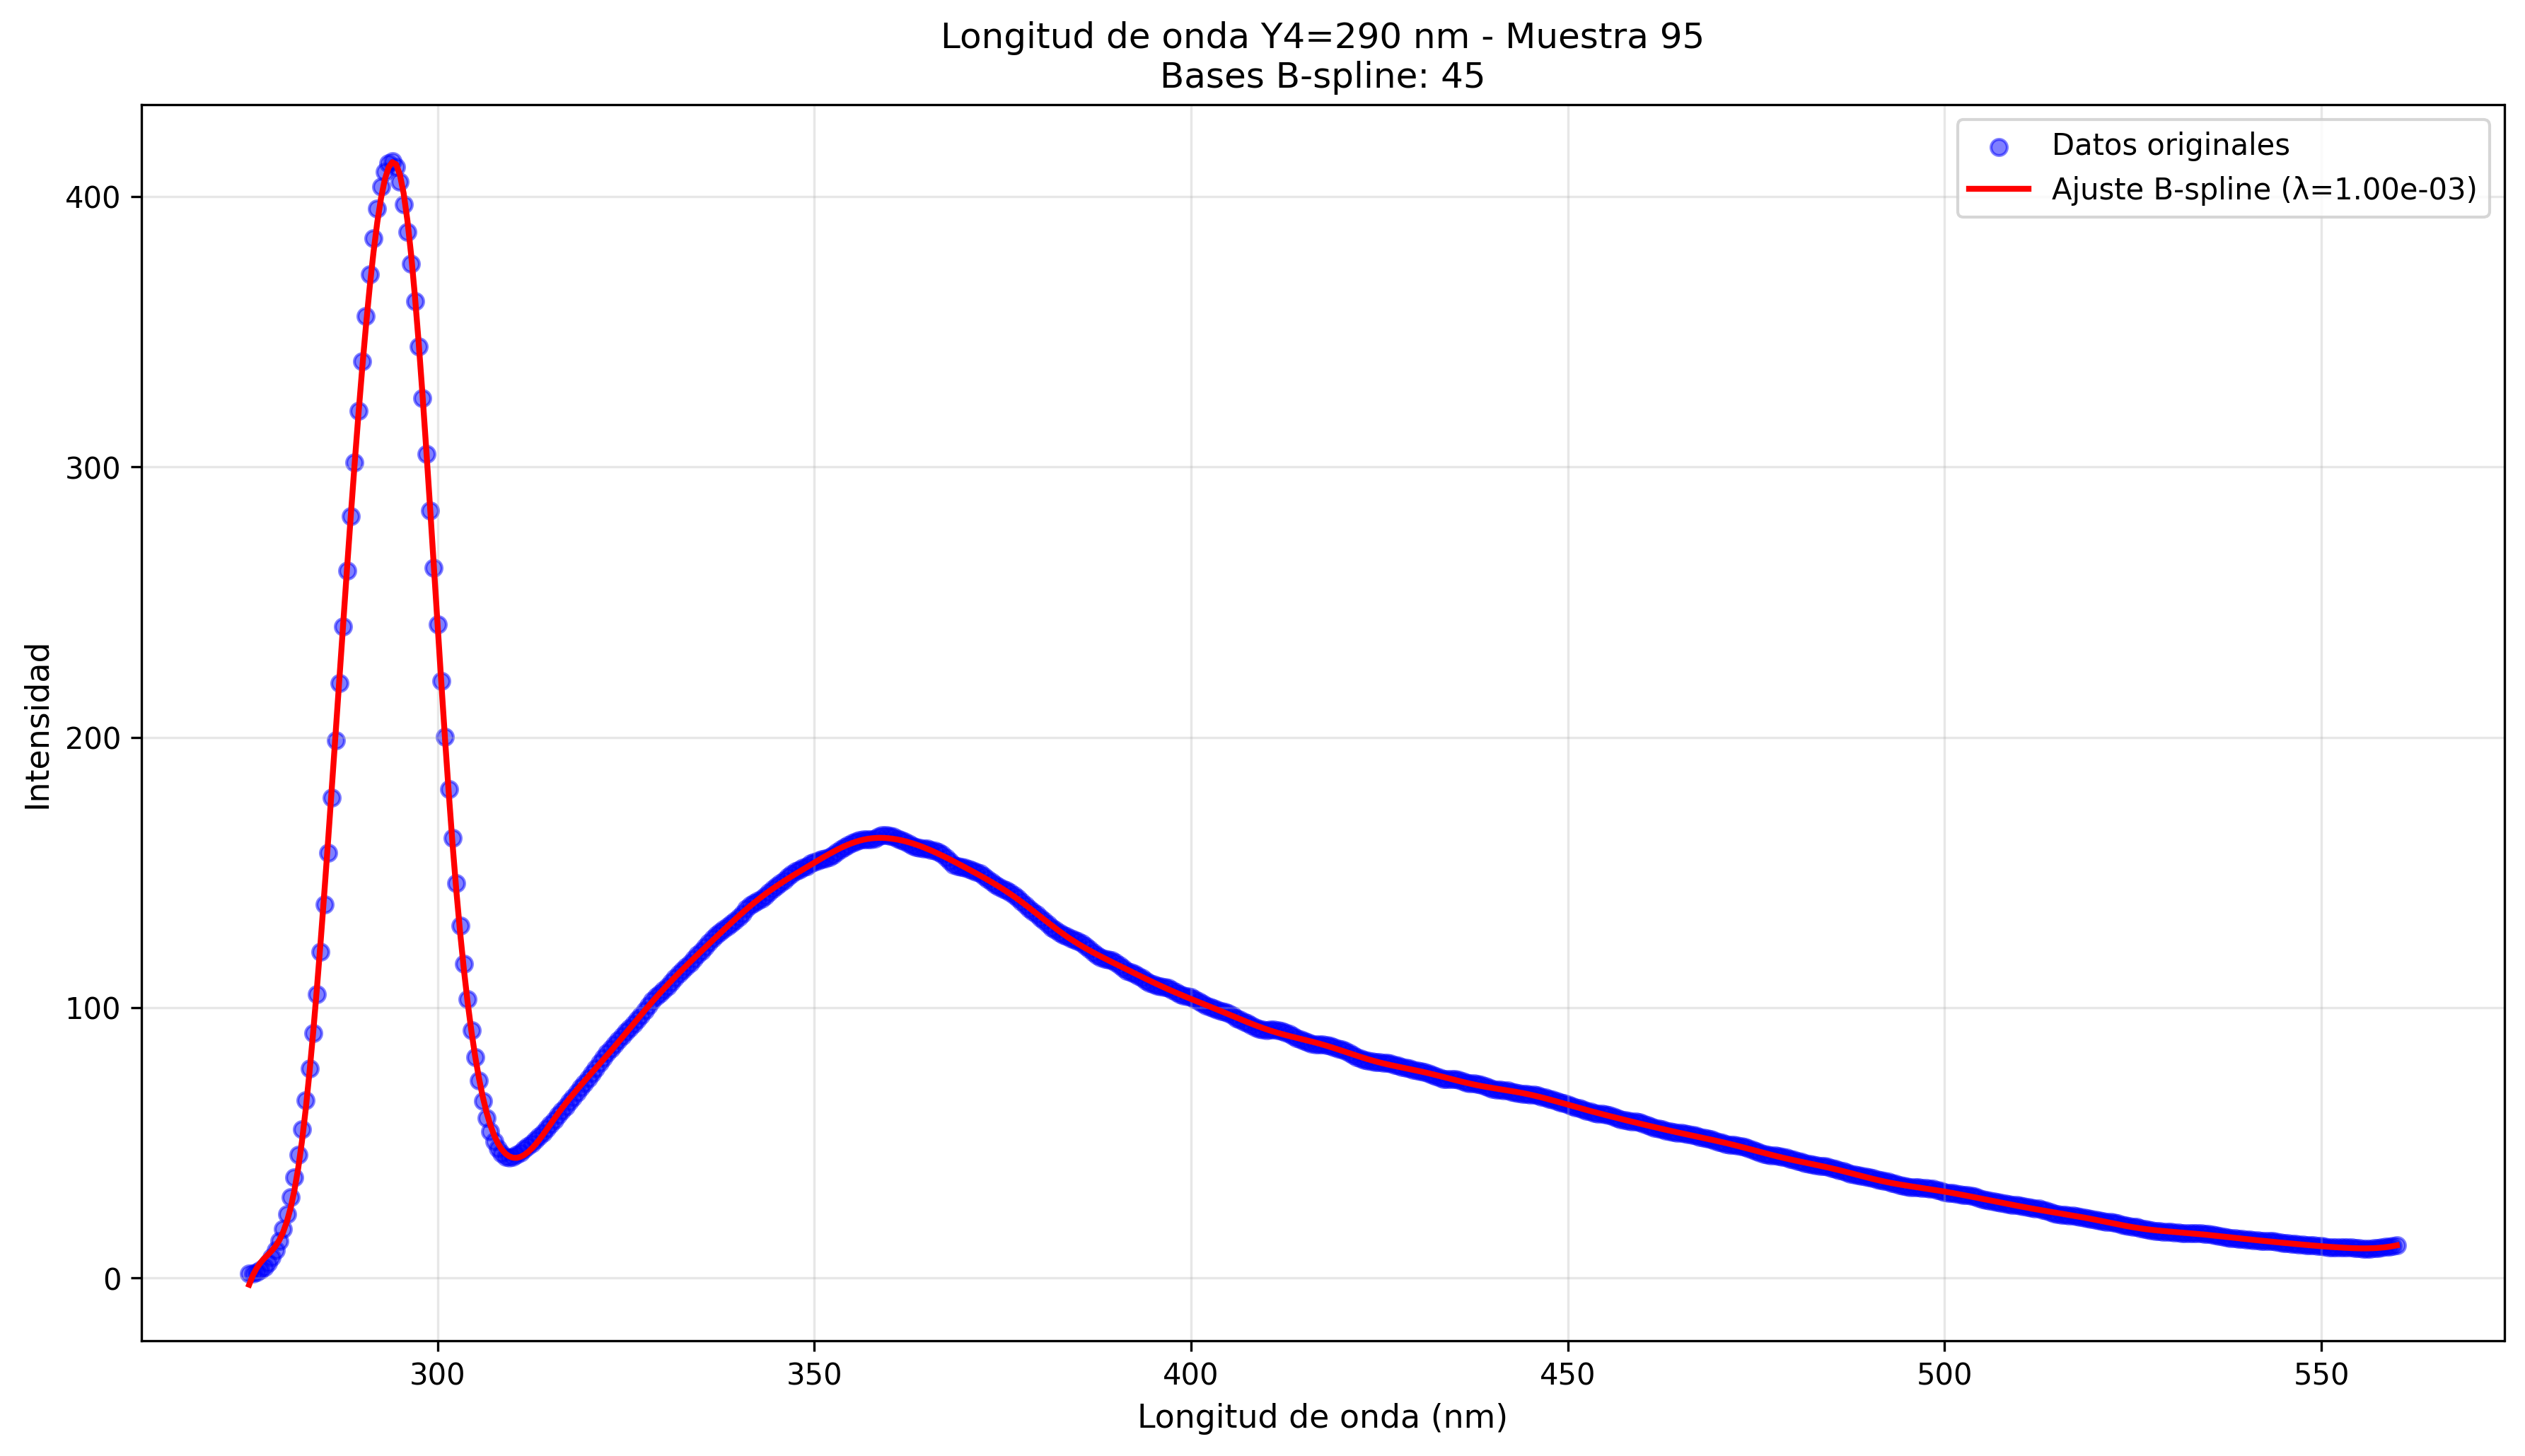 Longitud de onda Y4=290 nm - Muestra 95
Bases B-spline: 45
Datos originales
Ajuste B-spline (λ=1.00e-03)
Intensidad
400
300
200
100
0
300
350
400
450
500
550
Longitud de onda (nm)